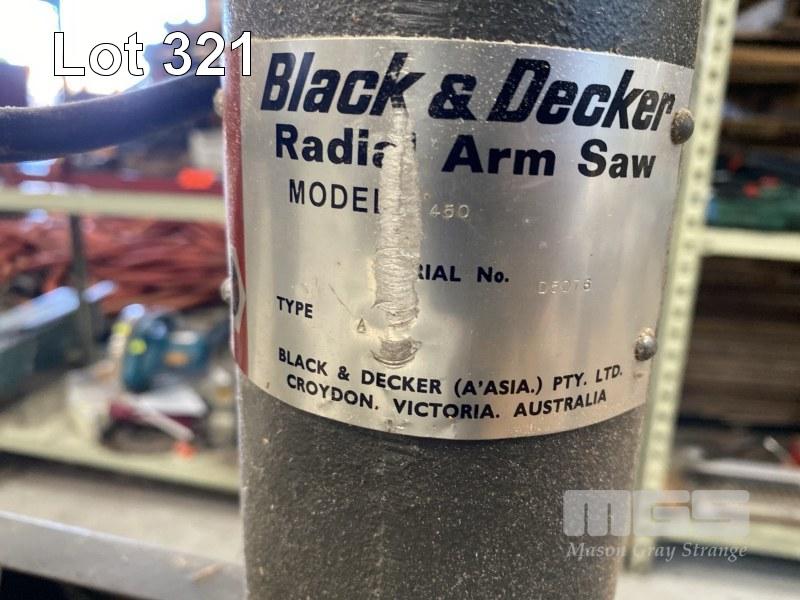 Lot 321
Black & Decker
Radial Arm Saw
MODEL 450
SERIAL No. D5076
TYPE A
BLACK & DECKER (A'ASIA.) PTY. LTD.
CROYDON. VICTORIA. AUSTRALIA
MGS
Mason Gray Strange